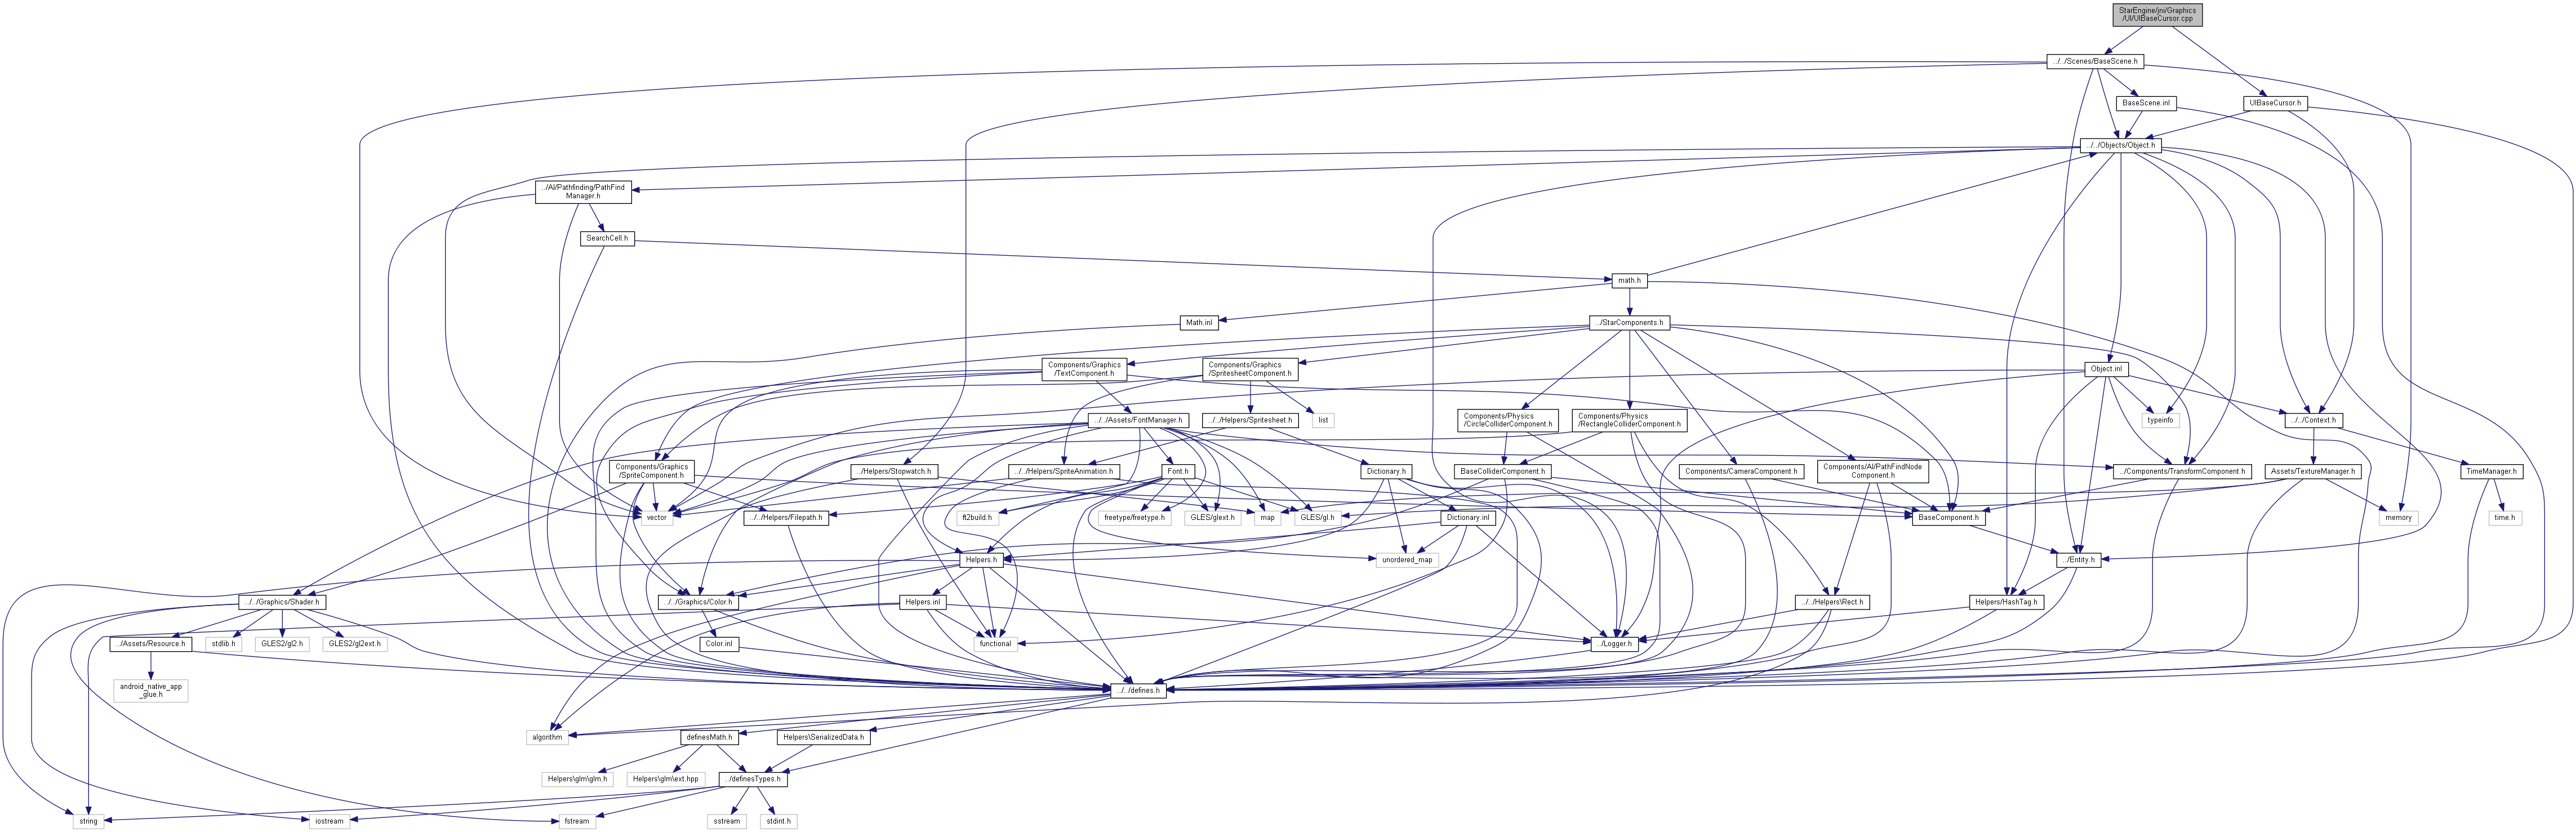 StarEngine/jni/Graphics
/UI/UIBaseCursor.cpp
../../Scenes/BaseScene.h
BaseScene.inl
UIBaseCursor.h
../../Objects/Object.h
../AI/Pathfinding/PathFind
Manager.h
SearchCell.h
math.h
Math.inl
../StarComponents.h
Components/Graphics
/TextComponent.h
Components/Graphics
/SpritesheetComponent.h
Object.inl
../../Assets/FontManager.h
../../Helpers/Spritesheet.h
list
Components/Physics
/CircleColliderComponent.h
Components/Physics
/RectangleColliderComponent.h
typeinfo
../../Context.h
Components/Graphics
/SpriteComponent.h
../Helpers/Stopwatch.h
../../Helpers/SpriteAnimation.h
Font.h
Dictionary.h
BaseColliderComponent.h
Components/CameraComponent.h
Components/AI/PathFindNode
Component.h
../Components/TransformComponent.h
Assets/TextureManager.h
TimeManager.h
vector
../../Helpers/Filepath.h
ft2build.h
freetype/freetype.h
GLES/glext.h
map
GLES/gl.h
Dictionary.inl
BaseComponent.h
memory
time.h
Helpers.h
unordered_map
../Entity.h
../../Graphics/Shader.h
../../Graphics/Color.h
Helpers.inl
../../Helpers\Rect.h
Helpers/HashTag.h
../Assets/Resource.h
stdlib.h
GLES2/gl2.h
GLES2/gl2ext.h
Color.inl
functional
../Logger.h
android_native_app
_glue.h
../../defines.h
algorithm
definesMath.h
Helpers\SerializedData.h
Helpers\glm\glm.h
Helpers\glm\ext.hpp
../definesTypes.h
string
iostream
fstream
sstream
stdint.h